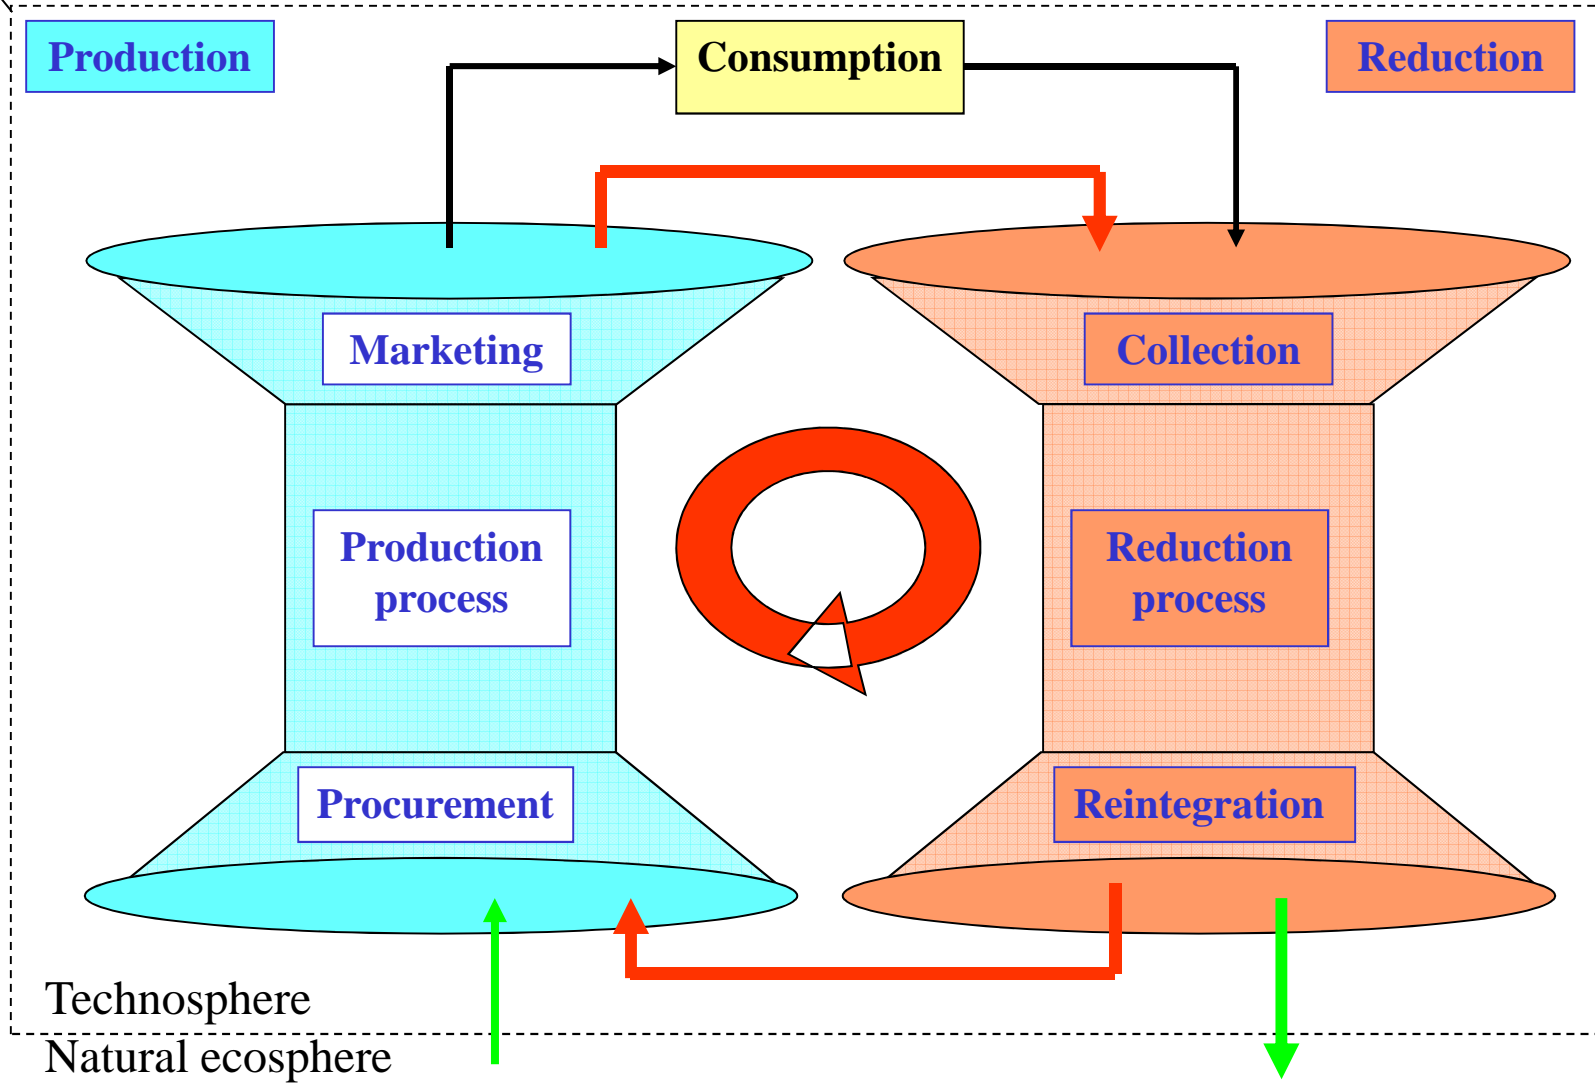 Production
Consumption
Reduction
Marketing
Collection
Production
process
Reduction
process
Procurement
Reintegration
Technosphere
Natural ecosphere